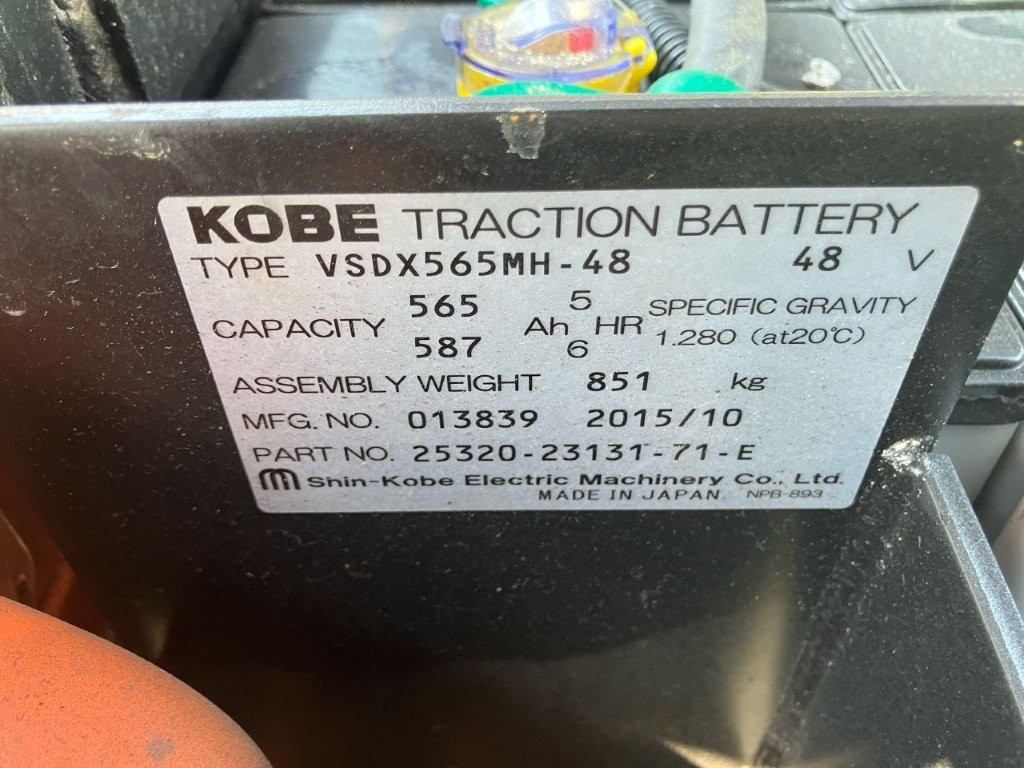 KOBE TRACTION BATTERY
TYPE VSDX565MH-48 48 V
CAPACITY 565 Ah 5 HR SPECIFIC GRAVITY
587 6 1.280 (at20℃)
ASSEMBLY WEIGHT 851 kg
MFG. NO. 013839 2015/10
PART NO. 25320-23131-71-E
Shin-Kobe Electric Machinery Co., Ltd.
MADE IN JAPAN NPB-893